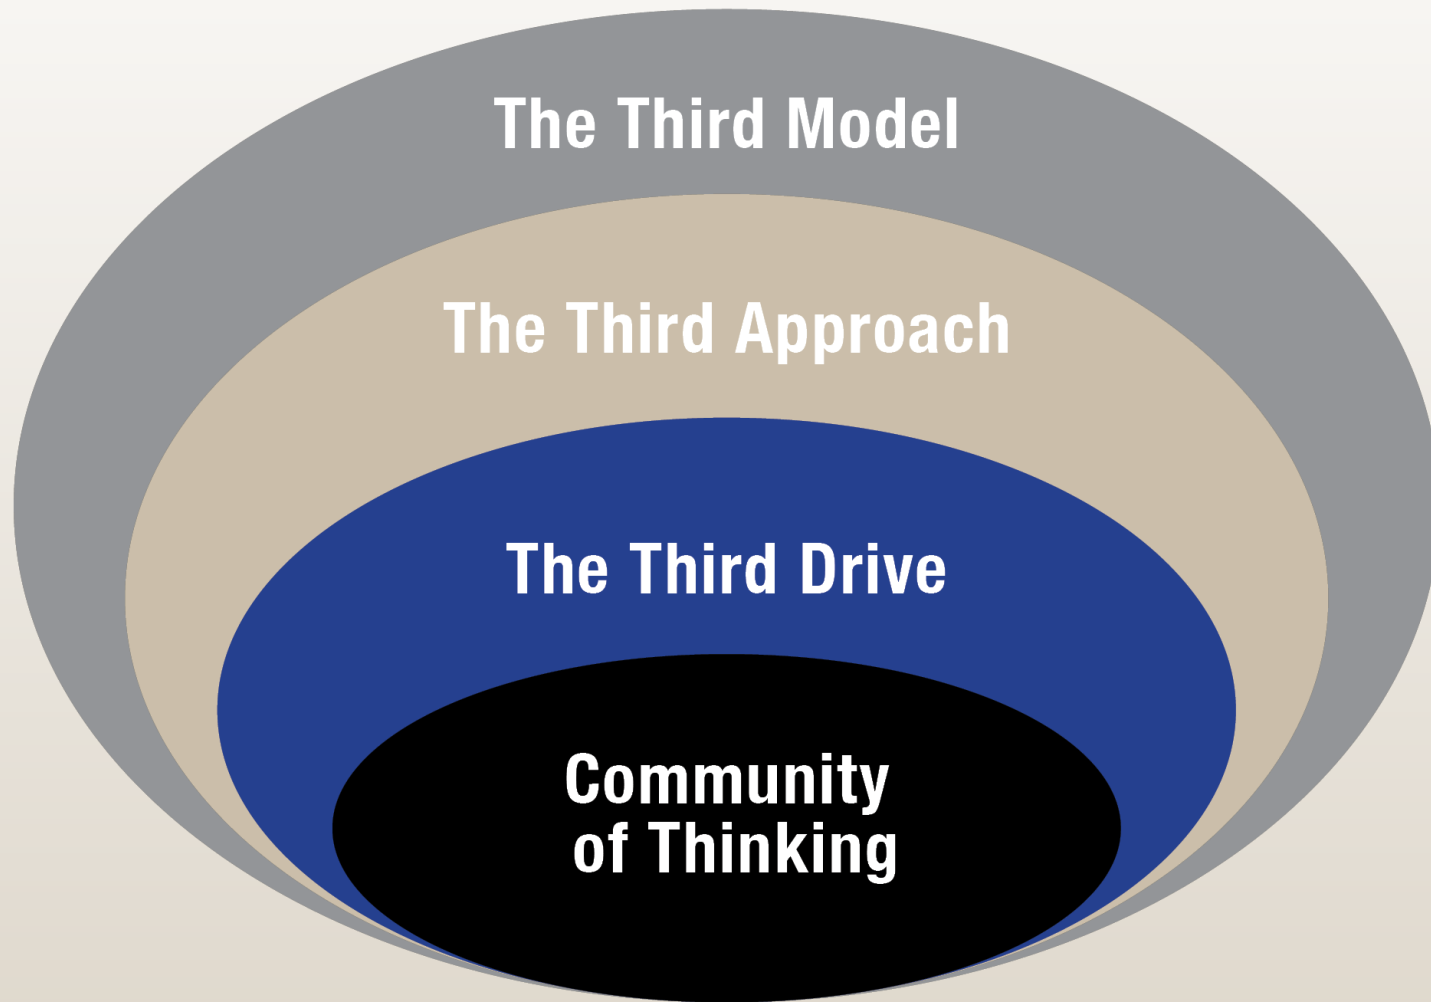 The Third Model
The Third Approach
The Third Drive
Community
of Thinking